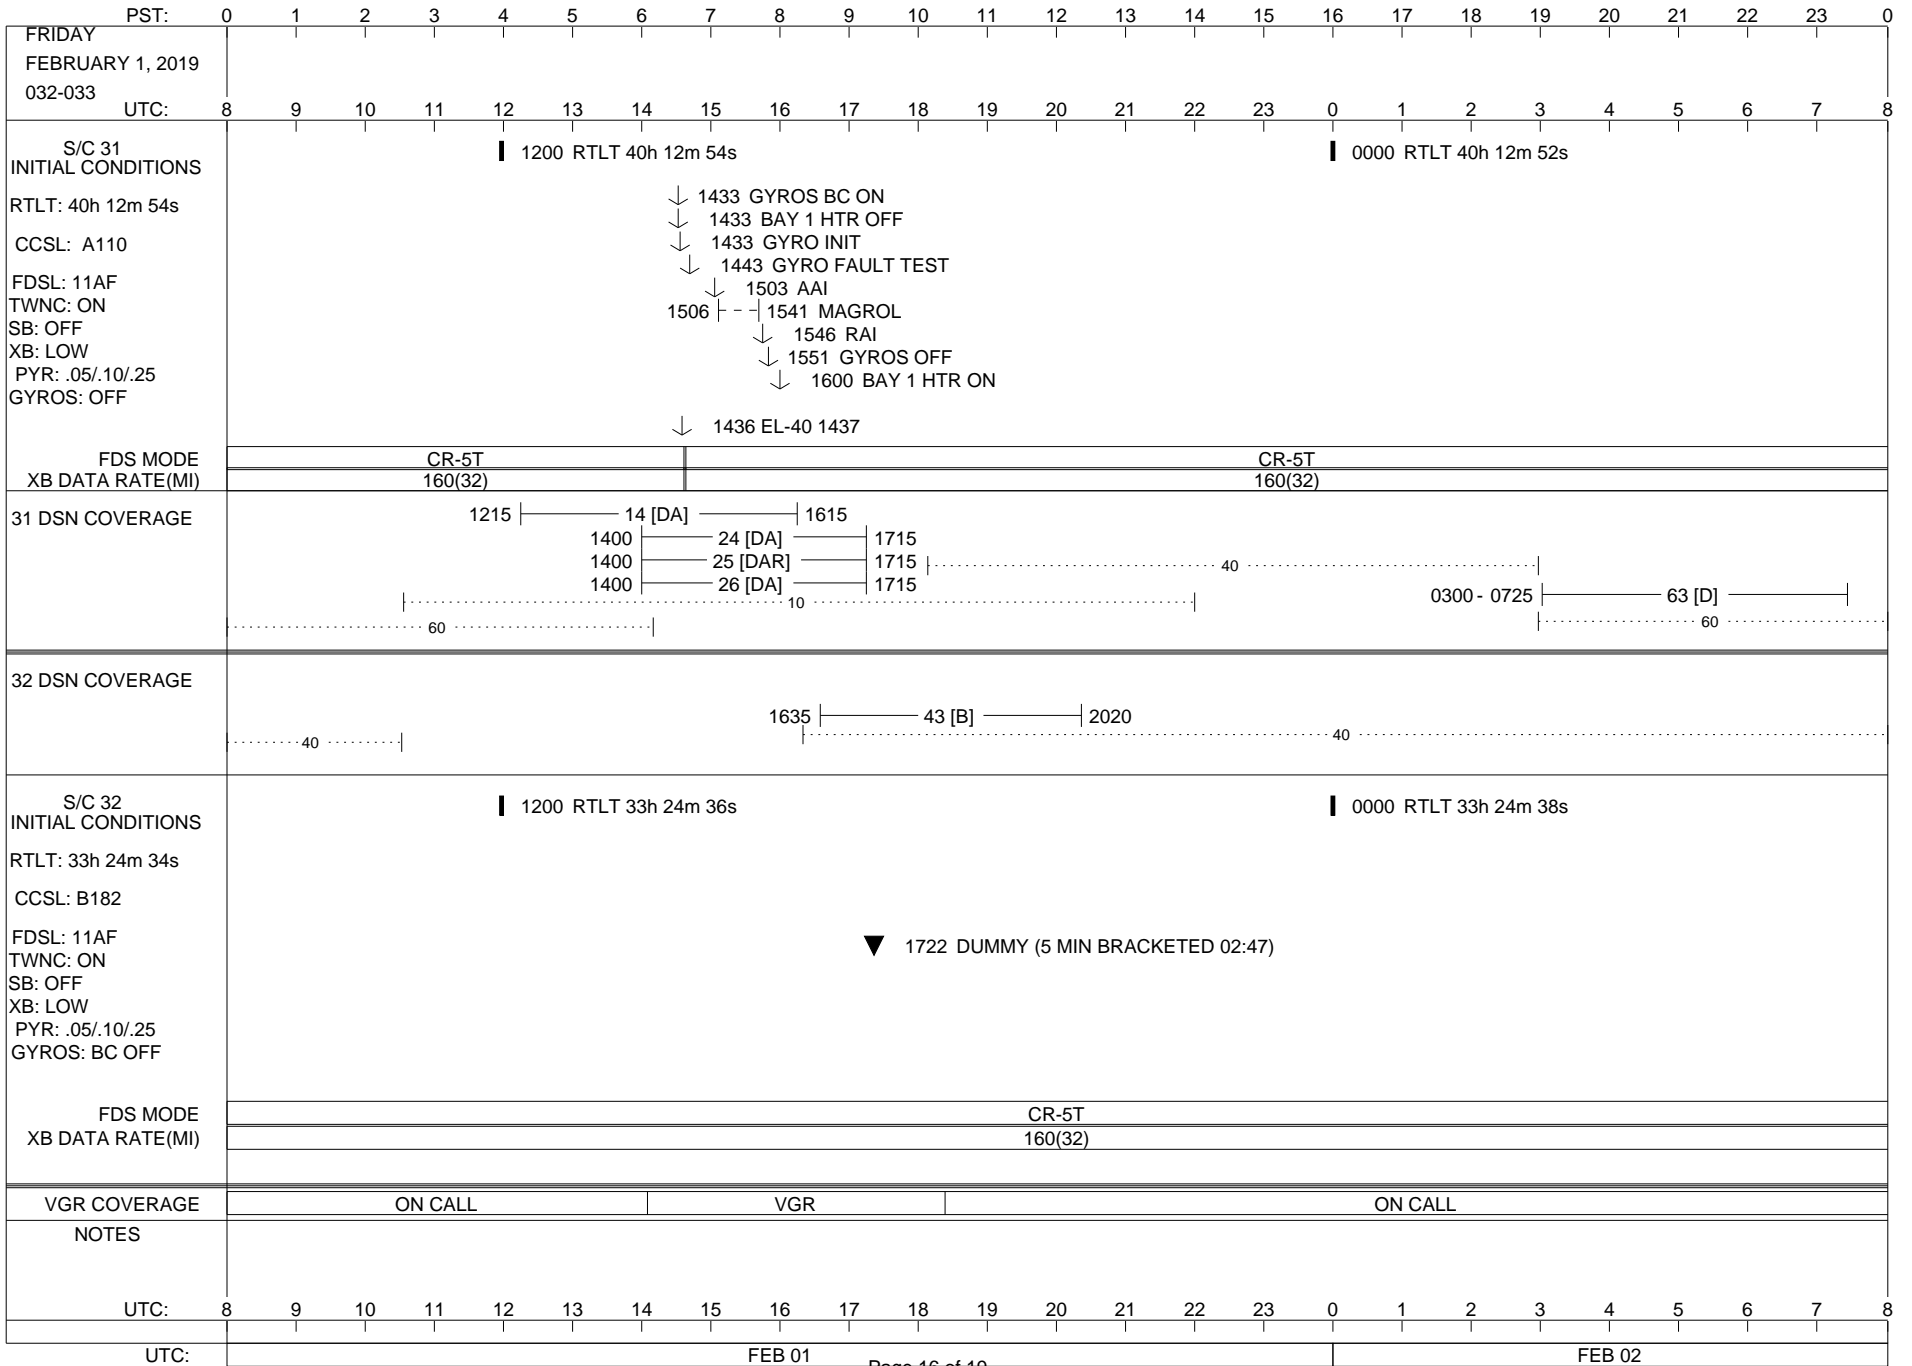 PST: 0 1 2 3 4 5 6 7 8 9 10 11 12 13 14 15 16 17 18 19 20 21 22 23 0
FRIDAY
FEBRUARY 1, 2019
032-033
UTC: 8 9 10 11 12 13 14 15 16 17 18 19 20 21 22 23 0 1 2 3 4 5 6 7 8
S/C 31
INITIAL CONDITIONS
RTLT: 40h 12m 54s
CCSL: A110
FDSL: 11AF
TWNC: ON
SB: OFF
XB: LOW
PYR: .05/.10/.25
GYROS: OFF
1200 RTLT 40h 12m 54s
0000 RTLT 40h 12m 52s
1433 GYROS BC ON
1433 BAY 1 HTR OFF
1433 GYRO INIT
1443 GYRO FAULT TEST
1503 AAI
1506 1541 MAGROL
1546 RAI
1551 GYROS OFF
1600 BAY 1 HTR ON
1436 EL-40 1437
FDS MODE CR-5T CR-5T
XB DATA RATE(MI) 160(32) 160(32)
31 DSN COVERAGE
1215 14 [DA] 1615
1400 24 [DA] 1715
1400 25 [DAR] 1715
40
1400 26 [DA] 1715
10
0300 - 0725 63 [D]
60
60
32 DSN COVERAGE
1635 43 [B] 2020
40
40
S/C 32
INITIAL CONDITIONS
RTLT: 33h 24m 34s
CCSL: B182
FDSL: 11AF
TWNC: ON
SB: OFF
XB: LOW
PYR: .05/.10/.25
GYROS: BC OFF
1200 RTLT 33h 24m 36s
0000 RTLT 33h 24m 38s
1722 DUMMY (5 MIN BRACKETED 02:47)
FDS MODE CR-5T
XB DATA RATE(MI) 160(32)
VGR COVERAGE ON CALL VGR ON CALL
NOTES
UTC: 8 9 10 11 12 13 14 15 16 17 18 19 20 21 22 23 0 1 2 3 4 5 6 7 8
UTC: FEB 01 FEB 02
Page 16 of 19